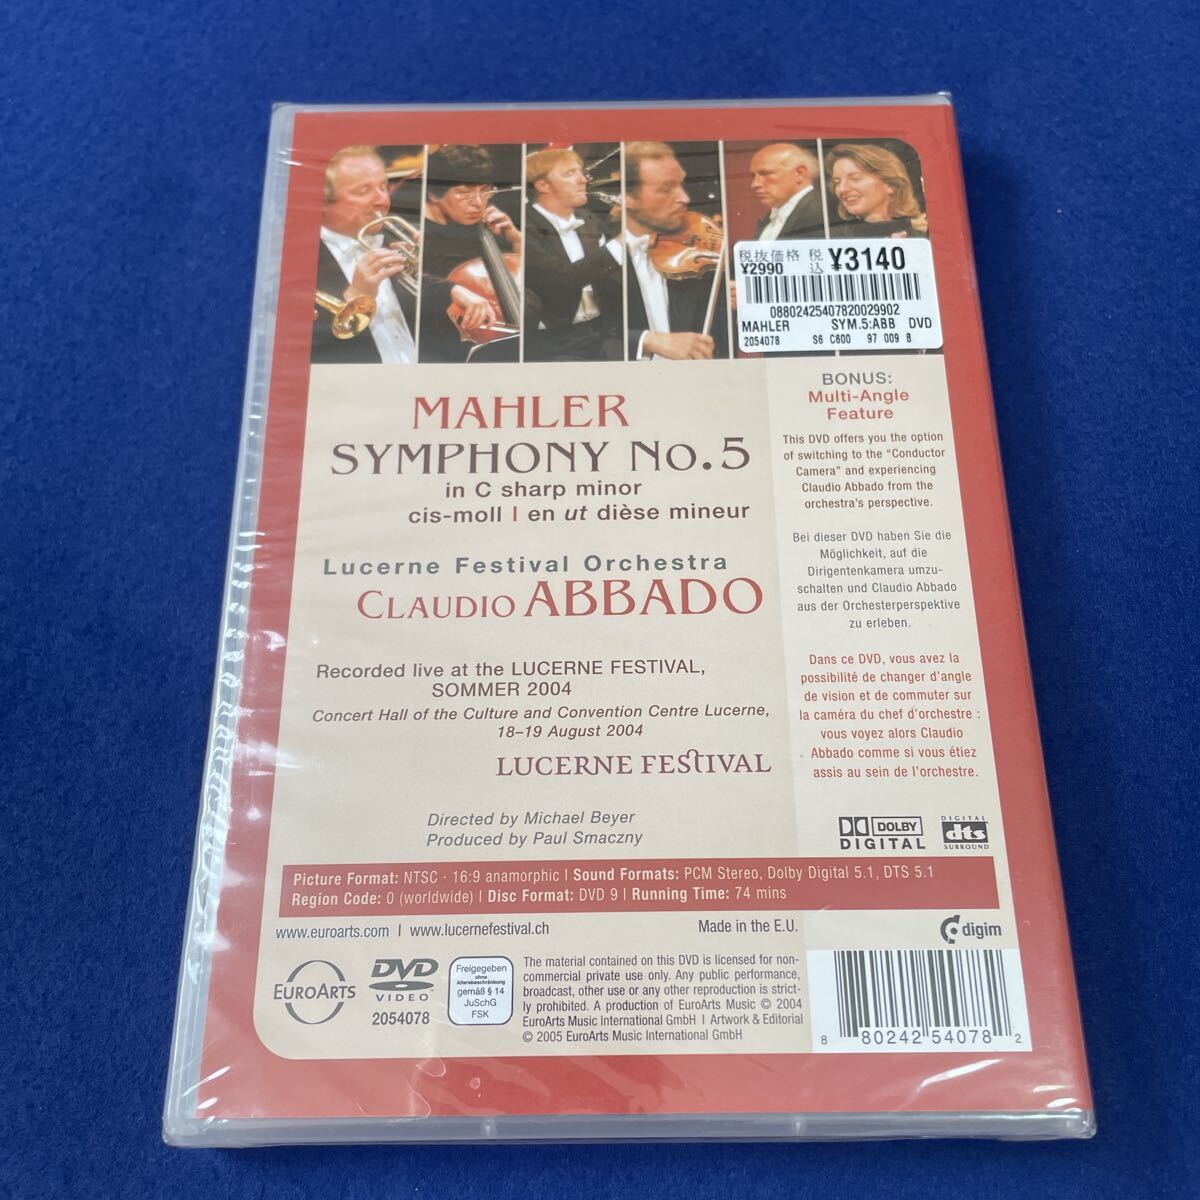 税抜価格 税込 ¥3140
¥2990
08802425407820029902
MAHLER SYM.5:ABB DVD
2054078 S6 C600 97 009 8
MAHLER
SYMPHONY No.5
in C sharp minor
cis-moll | en ut dièse mineur
Lucerne Festival Orchestra
CLAUDIO ABBADO
Recorded live at the LUCERNE FESTIVAL,
SOMMER 2004
Concert Hall of the Culture and Convention Centre Lucerne,
18–19 August 2004
LUCERNE FESTIVAL
Directed by Michael Beyer
Produced by Paul Smaczny
BONUS:
Multi-Angle
Feature
This DVD offers you the option
of switching to the “Conductor
Camera” and experiencing
Claudio Abbado from the
orchestra’s perspective.
Bei dieser DVD haben Sie die
Möglichkeit, auf die
Dirigentenkamera umzu-
schalten und Claudio Abbado
aus der Orchesterperspektive
zu erleben.
Dans ce DVD, vous avez la
possibilité de changer d’angle
de vision et de commuter sur
la caméra du chef d’orchestre :
vous voyez alors Claudio
Abbado comme si vous étiez
assis au sein de l’orchestre.
DOLBY
DIGITAL
DIGITAL
dts
SURROUND
Picture Format: NTSC · 16:9 anamorphic | Sound Formats: PCM Stereo, Dolby Digital 5.1, DTS 5.1
Region Code: 0 (worldwide) | Disc Format: DVD 9 | Running Time: 74 mins
www.euroarts.com | www.lucernefestival.ch
Made in the E.U.
digim
EUROARTS
DVD
VIDEO
2054078
Freigegeben
ohne
Altersbeschränkung
gemäß § 14
JuSchG
FSK
The material contained on this DVD is licensed for non-
commercial private use only. Any public performance,
broadcast, other use or any other reproduction is strict-
ly prohibited. A production of EuroArts Music © 2004
EuroArts Music International GmbH | Artwork & Editorial
© 2005 EuroArts Music International GmbH
8 80242 54078 2